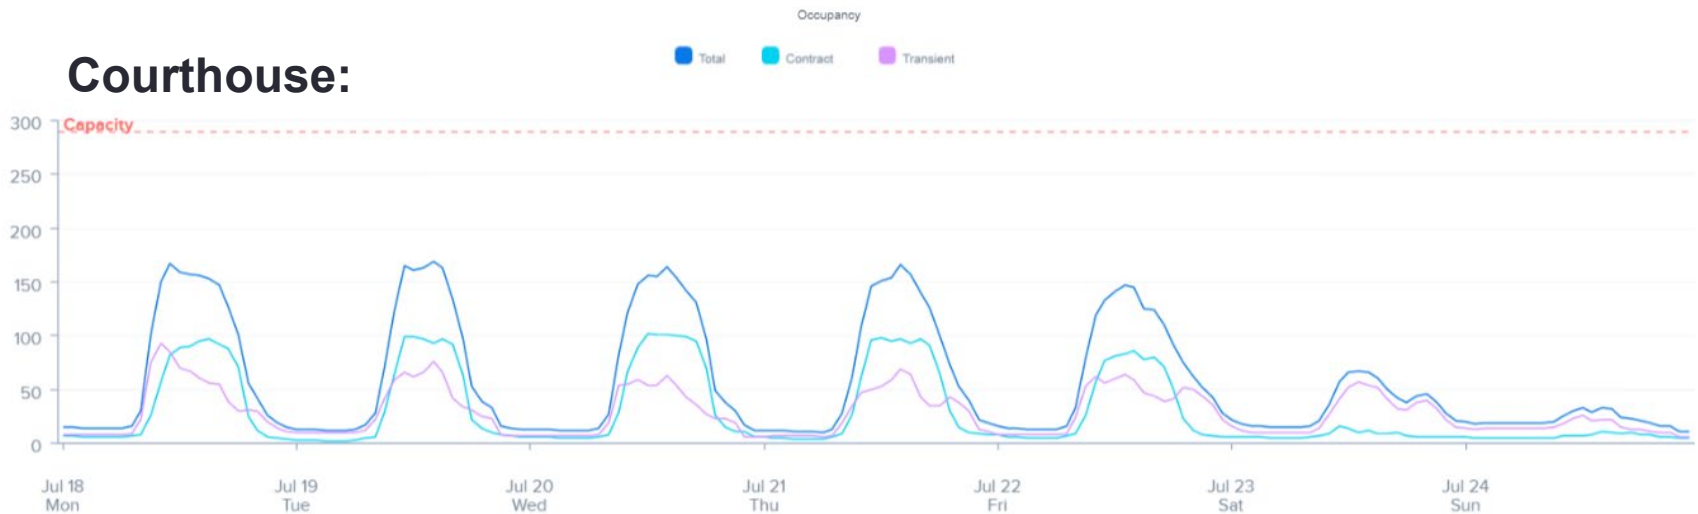 Occupancy
Total Contract Transient
Courthouse:
Capacity
300
250
200
150
100
50
0
Jul 18 Jul 19 Jul 20 Jul 21 Jul 22 Jul 23 Jul 24
Mon Tue Wed Thu Fri Sat Sun